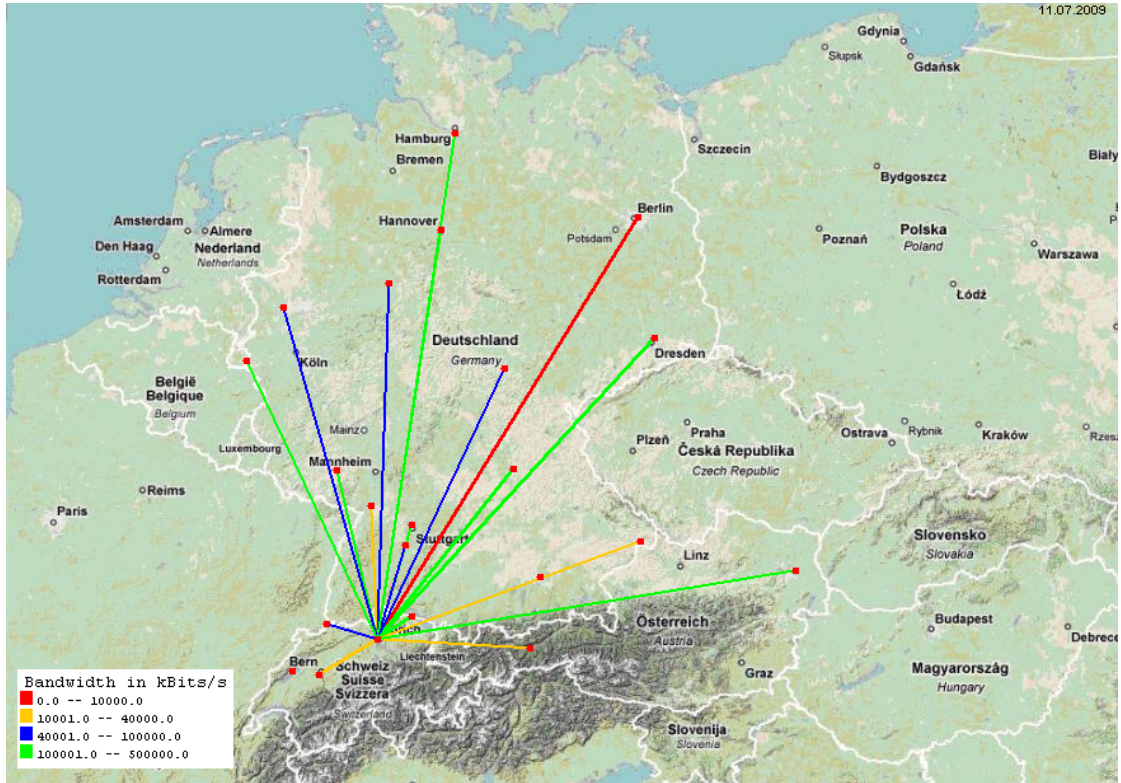 11.07.2009
Gdynia
Słupsk
Gdańsk
Hamburg
Bremen
Szczecin
Bydgoszcz
Biały
Amsterdam
Almere
Hannover
Berlin
Potsdam
Poznań
Polska
Poland
Den Haag
Nederland
Netherlands
Warszawa
Rotterdam
Łódź
Deutschland
Germany
Köln
Dresden
België
Belgique
Belgium
Mainz
Praha
Plzeň
Česká Republika
Czech Republic
Ostrava
Rybnik
Kraków
Rzesz
Luxembourg
Mannheim
Reims
Paris
Stuttgart
Linz
Slovensko
Slovakia
Österreich
Austria
Budapest
Debrece
Liechtenstein
Bern
Schweiz
Suisse
Svizzera
Switzerland
Graz
Magyarország
Hungary
Slovenija
Slovenia
Bandwidth in kBits/s
0.0 -- 10000.0
10001.0 -- 40000.0
40001.0 -- 100000.0
100001.0 -- 500000.0